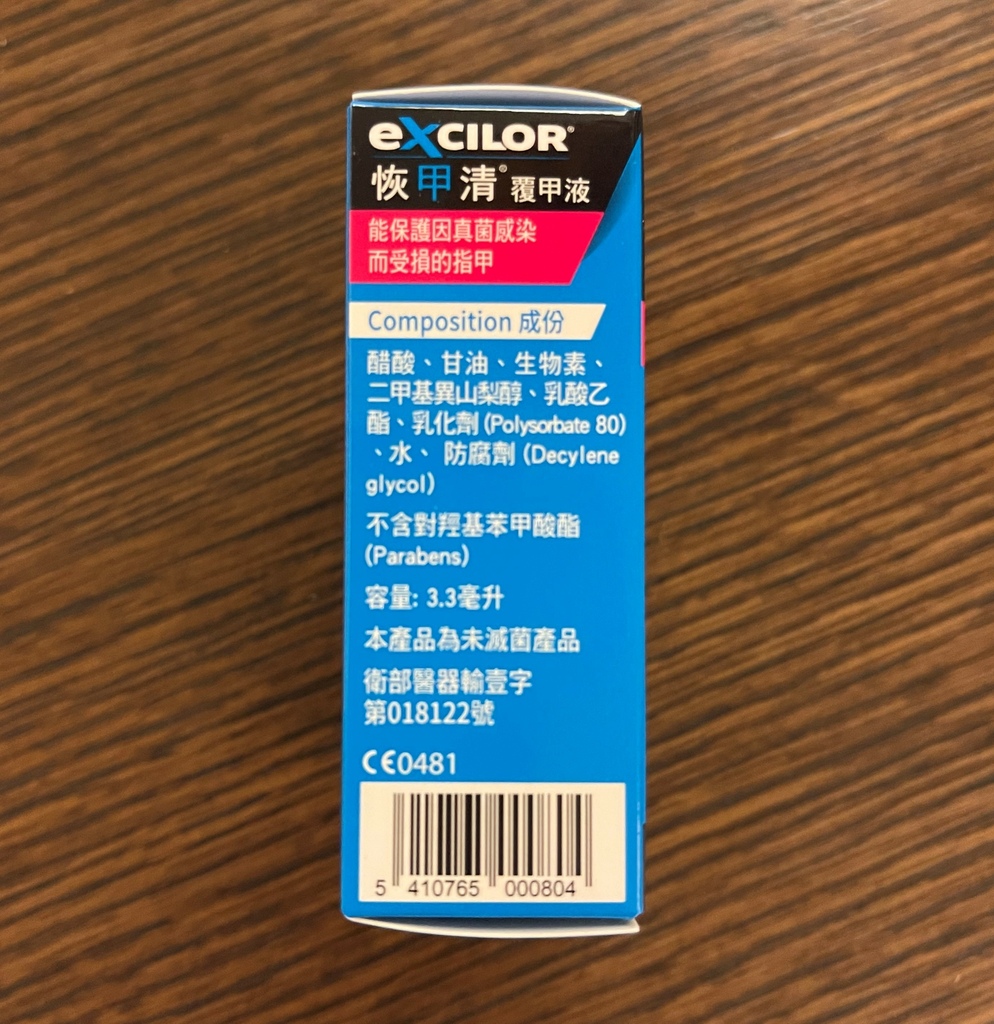 eXCILOR®
恢甲清® 覆甲液
能保護因真菌感染
而受損的指甲
Composition 成份
醋酸、甘油、生物素、
二甲基異山梨醇、乳酸乙
酯、乳化劑 (Polysorbate 80)
、水、 防腐劑 (Decylene
glycol)
不含對羥基苯甲酸酯
(Parabens)
容量: 3.3毫升
本產品為未滅菌產品
衛部醫器輸壹字
第018122號
CE0481
5 410765 000804